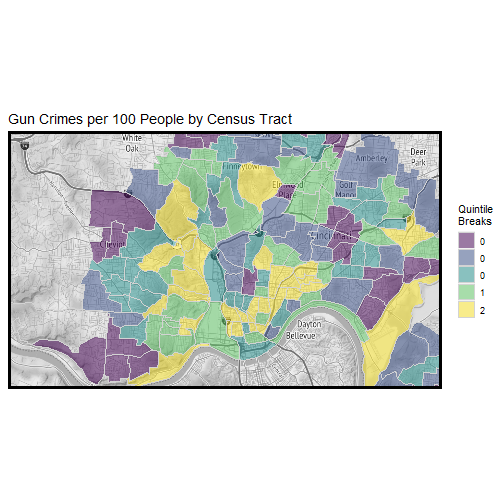 Gun Crimes per 100 People by Census Tract
White
Oak
Deer
Park
Amberley
Finneytown
Elmwood
Place
Golf
Manor
Cheviot
Cincinnati
Dayton
Bellevue
Quintile
Breaks
0
0
0
1
2